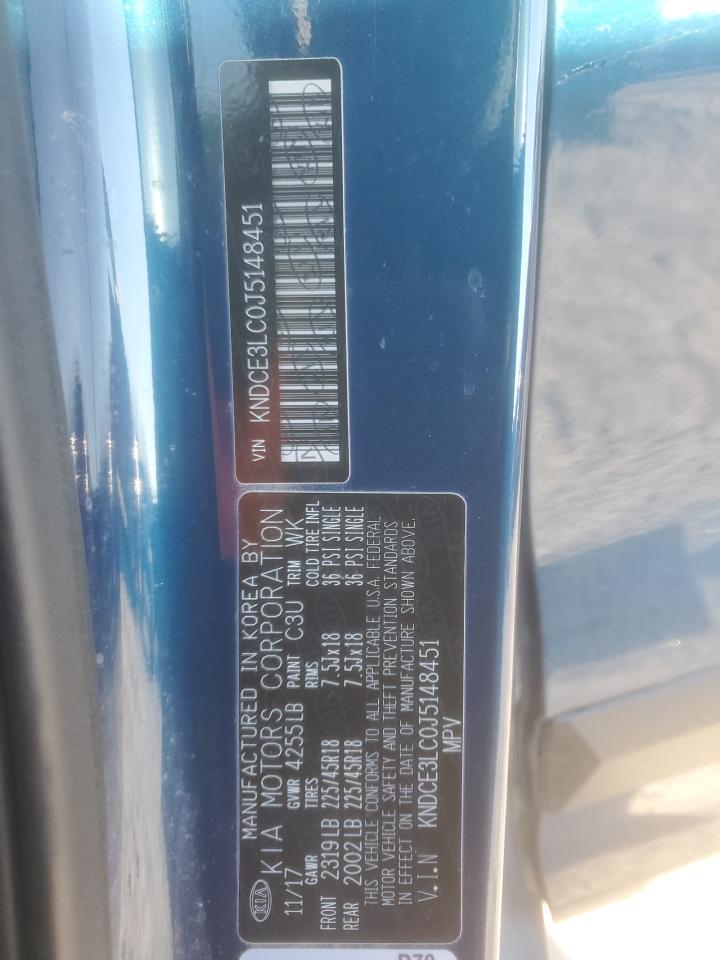 VIN KNDCE3LC0J5148451
MANUFACTURED IN KOREA BY
KIA KIA MOTORS CORPORATION
11/17 GVWR 4255LB PAINT C3U TRIM WK
GAWR TIRES RIMS COLD TIRE INFL
FRONT 2319LB 225/45R18 7.5Jx18 36 PSI SINGLE
REAR 2002LB 225/45R18 7.5Jx18 36 PSI SINGLE
THIS VEHICLE CONFORMS TO ALL APPLICABLE U.S.A. FEDERAL
MOTOR VEHICLE SAFETY AND THEFT PREVENTION STANDARDS
IN EFFECT ON THE DATE OF MANUFACTURE SHOWN ABOVE.
V.I.N KNDCE3LC0J5148451
MPV